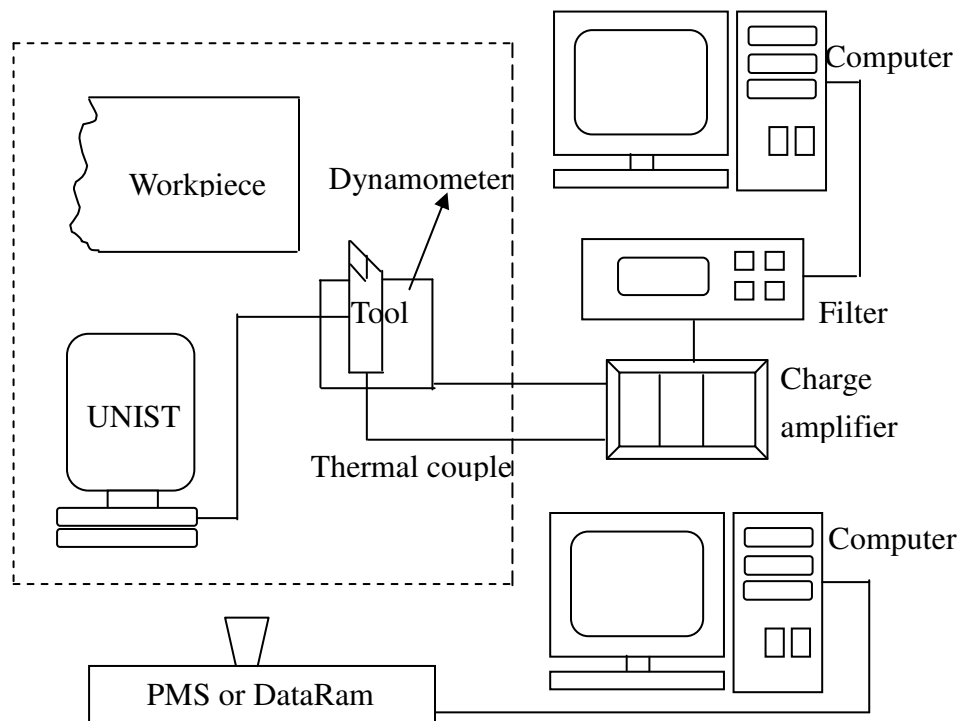 Computer
Workpiece
Dynamometer
Tool
Filter
UNIST
Charge
amplifier
Thermal couple
Computer
PMS or DataRam